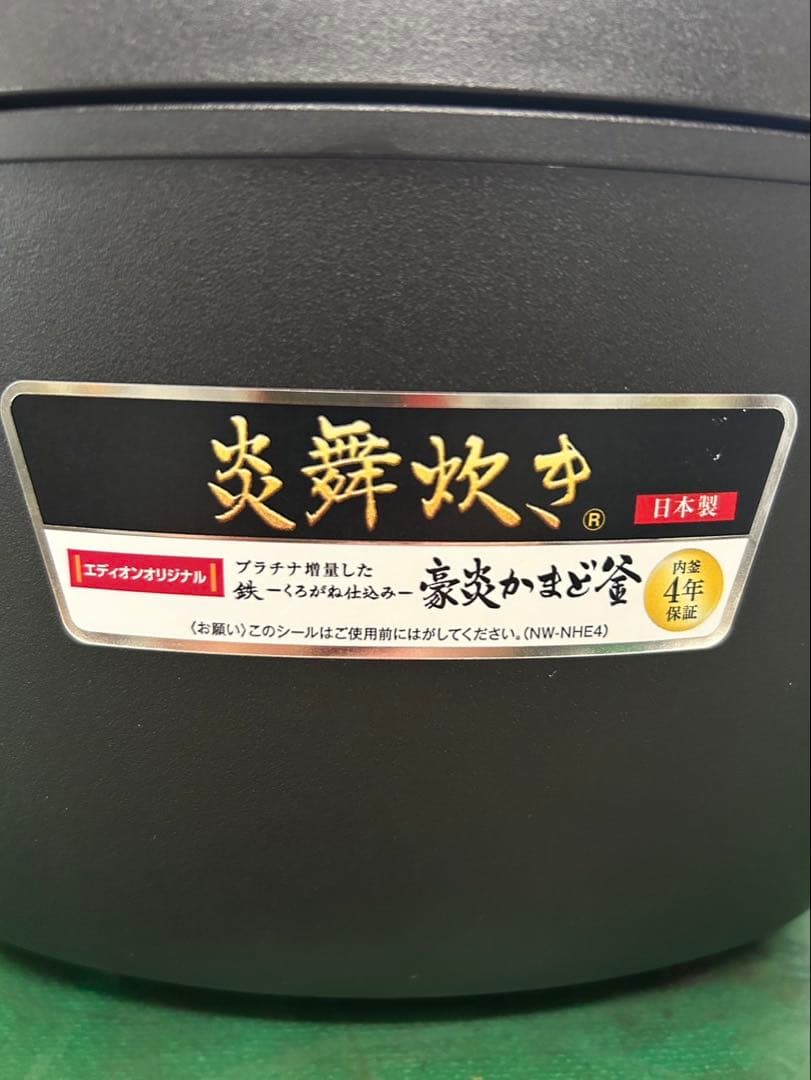 炎舞炊き®
日本製
エディオンオリジナル
プラチナ増量した
鉄ーくろがね仕込みー
豪炎かまど釜
内釜
4年
保証
《お願い》このシールはご使用前にはがしてください。(NW-NHE4)